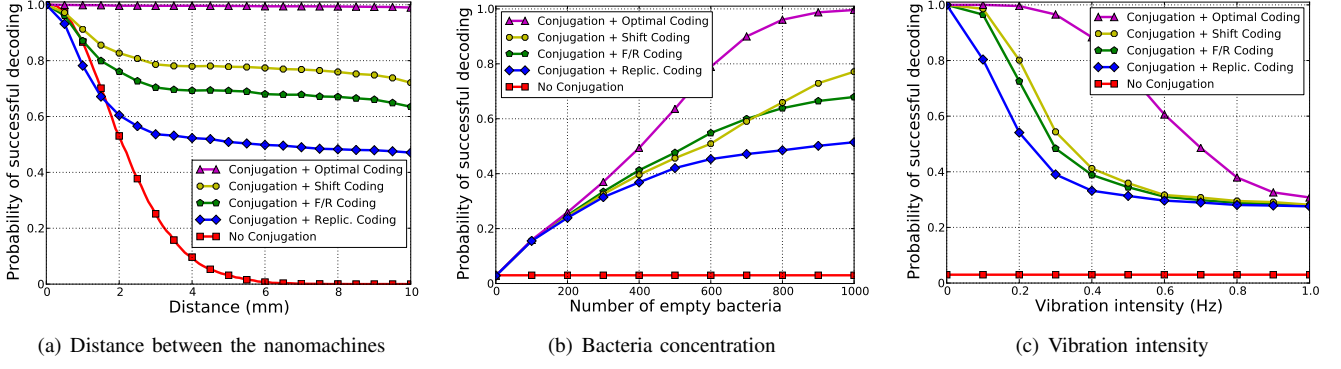 Probability of successful decoding
1.0
0.8
0.6
0.4
0.2
0
Conjugation + Optimal Coding
Conjugation + Shift Coding
Conjugation + F/R Coding
Conjugation + Replic. Coding
No Conjugation
0 2 4 6 8 10
Distance (mm)
(a) Distance between the nanomachines
Probability of successful decoding
1.0
0.8
0.6
0.4
0.2
0
Conjugation + Optimal Coding
Conjugation + Shift Coding
Conjugation + F/R Coding
Conjugation + Replic. Coding
No Conjugation
0 200 400 600 800 1000
Number of empty bacteria
(b) Bacteria concentration
Probability of successful decoding
1.0
0.8
0.6
0.4
0.2
0
Conjugation + Optimal Coding
Conjugation + Shift Coding
Conjugation + F/R Coding
Conjugation + Replic. Coding
No Conjugation
0 0.2 0.4 0.6 0.8 1.0
Vibration intensity (Hz)
(c) Vibration intensity